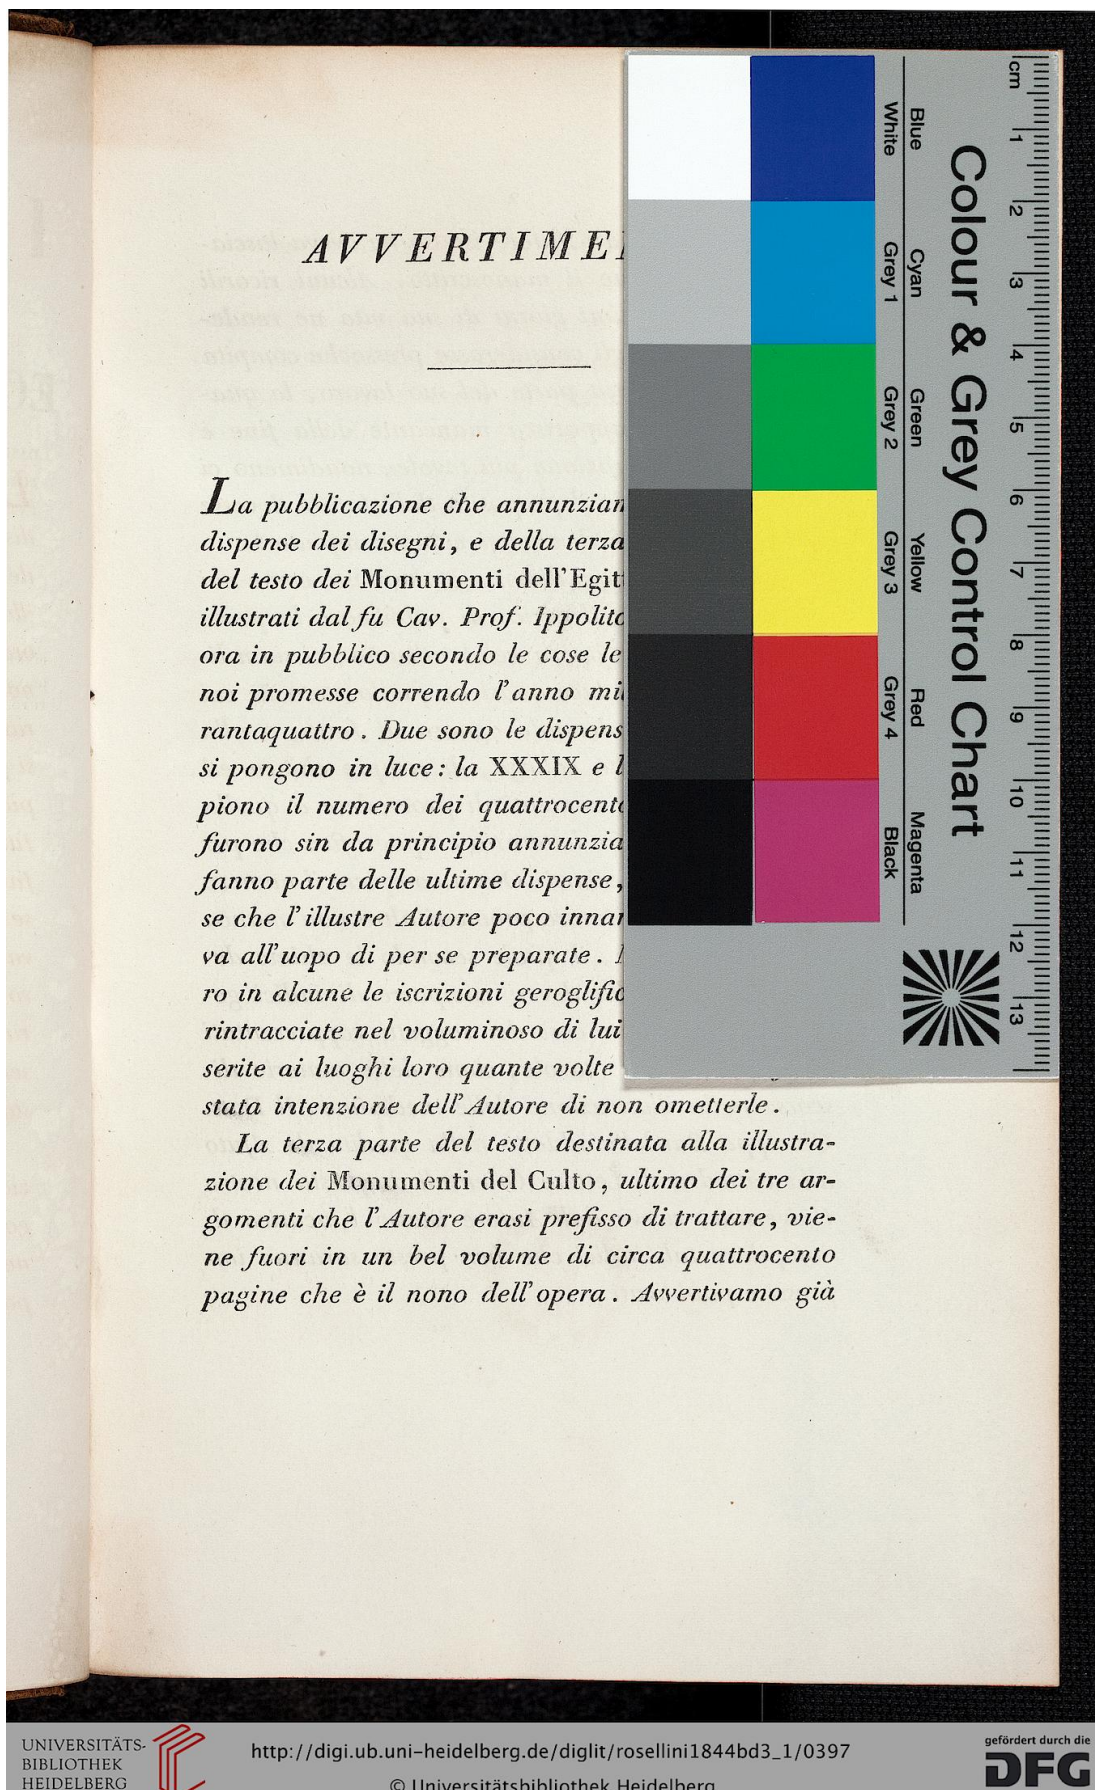 AVVERTIME
La pubblicazione che annunzian
dispense dei disegni, e della terza
del testo dei Monumenti dell'Egit
illustrati dal fu Cav. Prof. Ippolito
ora in pubblico secondo le cose le
noi promesse correndo l'anno mil
rantaquattro. Due sono le dispens
si pongono in luce: la XXXIX e l
piono il numero dei quattrocento
furono sin da principio annunzia
fanno parte delle ultime dispense,
se che l'illustre Autore poco innan
va all'uopo di per se preparate.
ro in alcune le iscrizioni geroglific
rintracciate nel voluminoso di lui
serite ai luoghi loro quante volte
stata intenzione dell'Autore di non ometterle.
La terza parte del testo destinata alla illustra-
zione dei Monumenti del Culto, ultimo dei tre ar-
gomenti che l'Autore erasi prefisso di trattare, vie-
ne fuori in un bel volume di circa quattrocento
pagine che è il nono dell'opera. Avvertivamo già
Colour & Grey Control Chart
Blue Cyan Green Yellow Red Magenta
White Grey 1 Grey 2 Grey 3 Grey 4 Black
cm 1 2 3 4 5 6 7 8 9 10 11 12 13
UNIVERSITÄTS-
BIBLIOTHEK
HEIDELBERG
http://digi.ub.uni-heidelberg.de/diglit/rosellini1844bd3_1/0397
© Universitätsbibliothek Heidelberg
gefördert durch die
DFG